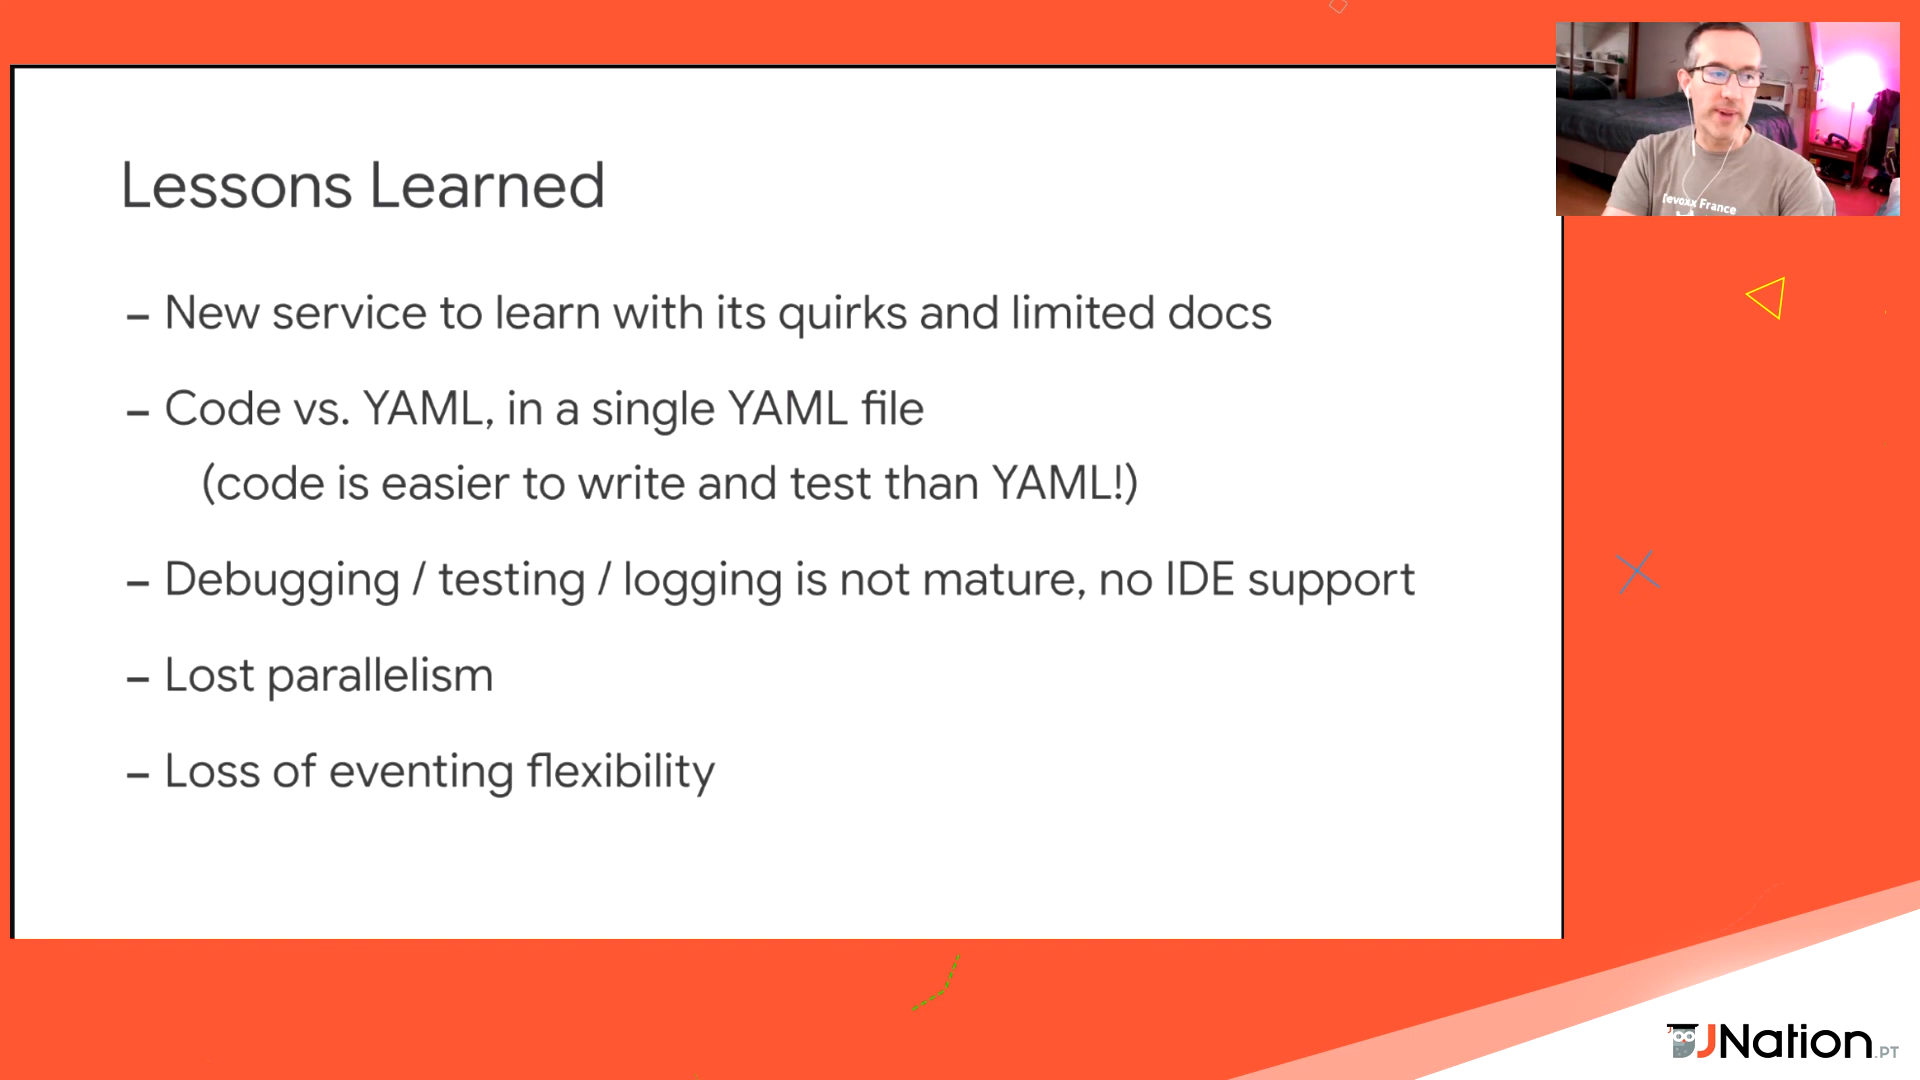 Lessons Learned
– New service to learn with its quirks and limited docs
– Code vs. YAML, in a single YAML file
(code is easier to write and test than YAML!)
– Debugging / testing / logging is not mature, no IDE support
– Lost parallelism
– Loss of eventing flexibility
evoxx France
JNation.PT